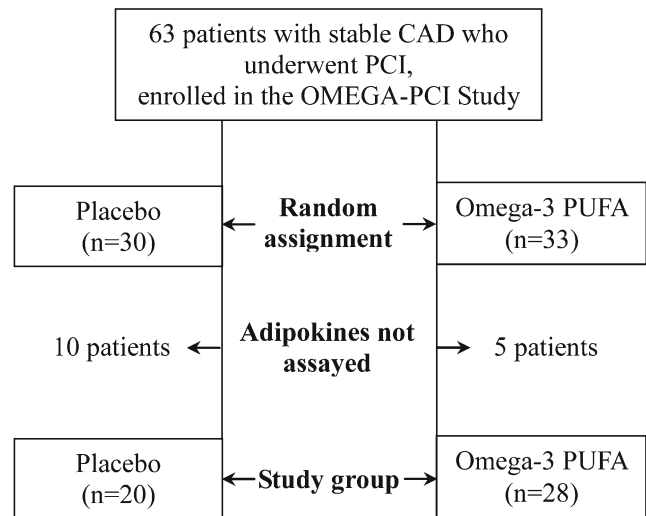 63 patients with stable CAD who
underwent PCI,
enrolled in the OMEGA-PCI Study
Placebo
(n=30)
Random
assignment
Omega-3 PUFA
(n=33)
10 patients
Adipokines not
assayed
5 patients
Placebo
(n=20)
Study group
Omega-3 PUFA
(n=28)